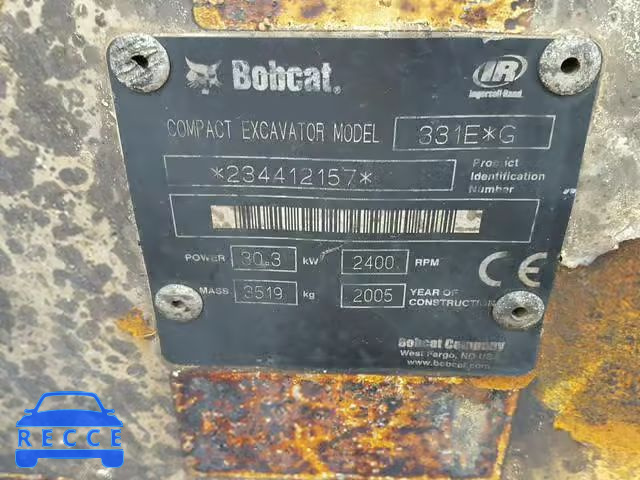 Bobcat®
IR
Ingersoll-Rand
COMPACT EXCAVATOR MODEL 331E*G
*234412157*
Product
Identification
Number
POWER 30.3 kW 2400 RPM
CE
MASS 3519 kg 2005 YEAR OF
CONSTRUCTION
Bobcat Company
West Fargo, ND USA
www.bobcat.com
RECCE